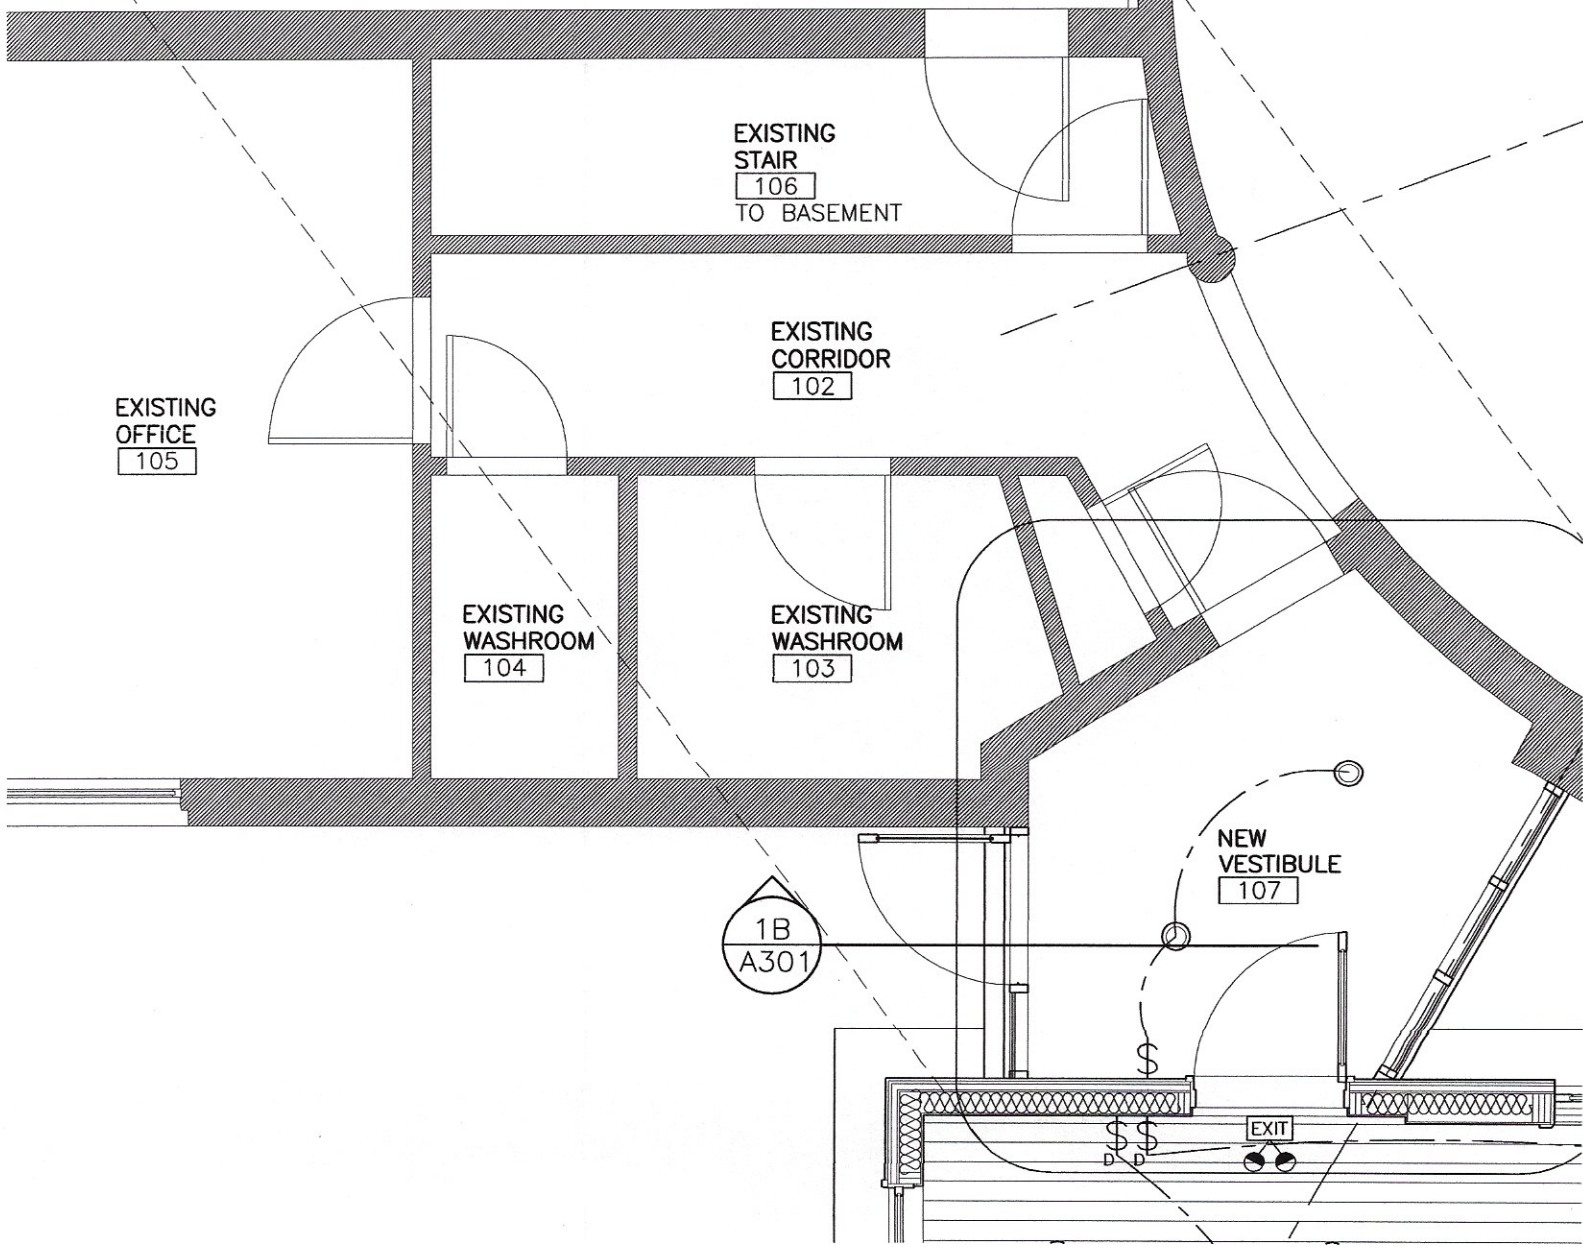 EXISTING
STAIR
106
TO BASEMENT
EXISTING
CORRIDOR
102
EXISTING
OFFICE
105
EXISTING
WASHROOM
104
EXISTING
WASHROOM
103
NEW
VESTIBULE
107
1B
A301
S
S S
D D
EXIT